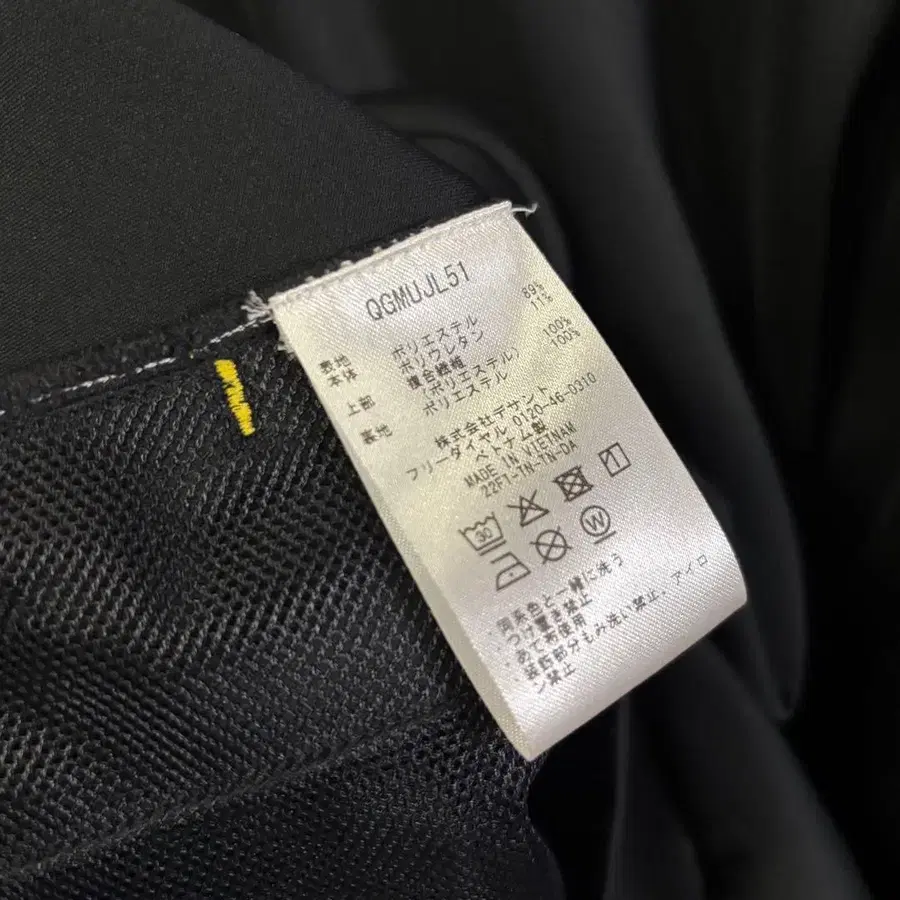 QGMUJL51
表地
本体 ポリエステル 89%
ポリウレタン 11%
上部 複合繊維
(ポリエステル) 100%
裏地 ポリエステル 100%
株式会社デサント
フリーダイヤル 0120-46-0310
ベトナム製
MADE IN VIETNAM
22F7-TN-TN-DA
30
W
・同系色と一緒に洗う
・つけ置き禁止
・あて布使用
・装飾部分もみ洗い禁止、アイロ
ン禁止